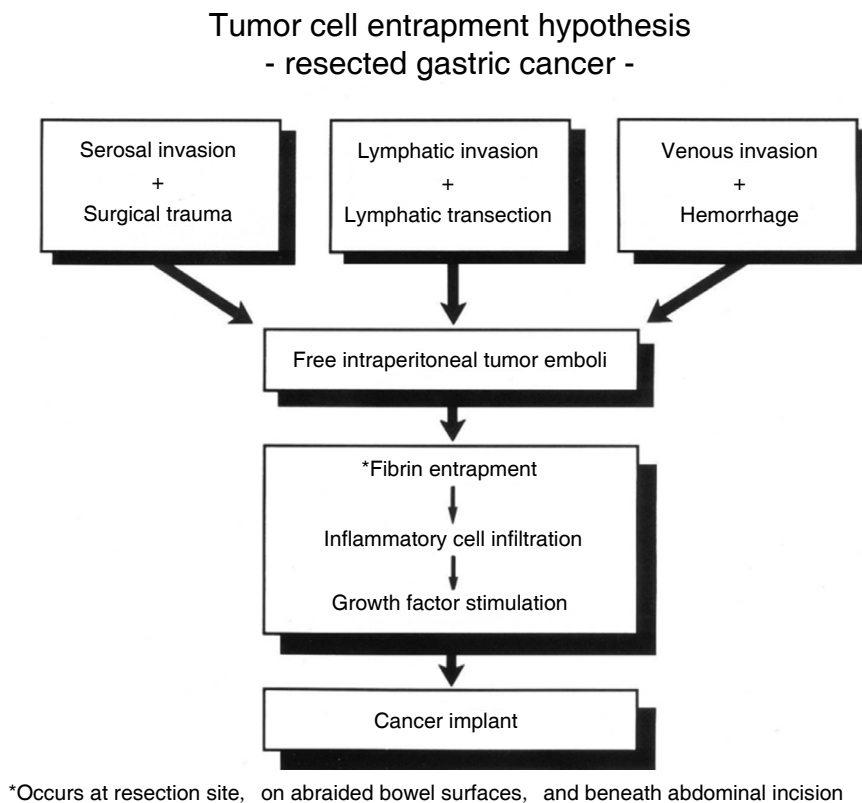 Tumor cell entrapment hypothesis
- resected gastric cancer -
Serosal invasion
+
Surgical trauma
Lymphatic invasion
+
Lymphatic transection
Venous invasion
+
Hemorrhage
Free intraperitoneal tumor emboli
*Fibrin entrapment
Inflammatory cell infiltration
Growth factor stimulation
Cancer implant
*Occurs at resection site, on abraided bowel surfaces, and beneath abdominal incision